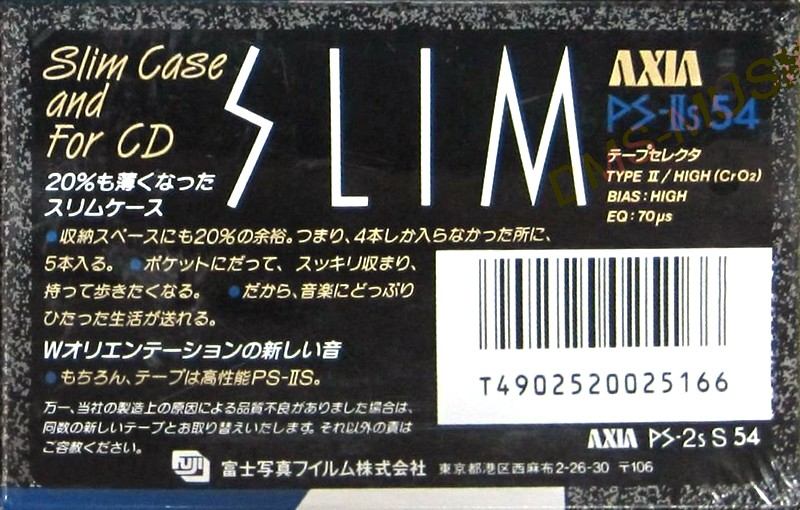 Slim Case
and
For CD
SLIM
20%も薄くなった
スリムケース
●収納スペースにも20%の余裕。つまり、4本しか入らなかった所に、
5本入る。 ●ポケットにだって、スッキリ収まり、
持って歩きたくなる。 ●だから、音楽にどっぷり
ひたった生活が送れる。
Wオリエンテーションの新しい音
●もちろん、テープは高性能PS-IIS。
万一、当社の製造上の原因による品質不良がありました場合は、
同数の新しいテープとお取り替えいたします。それ以外の責は
ご容赦ください。
FUJI 富士写真フイルム株式会社 東京都港区西麻布2-26-30 〒106
AXIA
PS-IIs 54
テープセレクタ
TYPE II / HIGH (CrO2)
BIAS : HIGH
EQ : 70μs
T4902520025166
AXIA PS-2s S 54
DMS-MUS